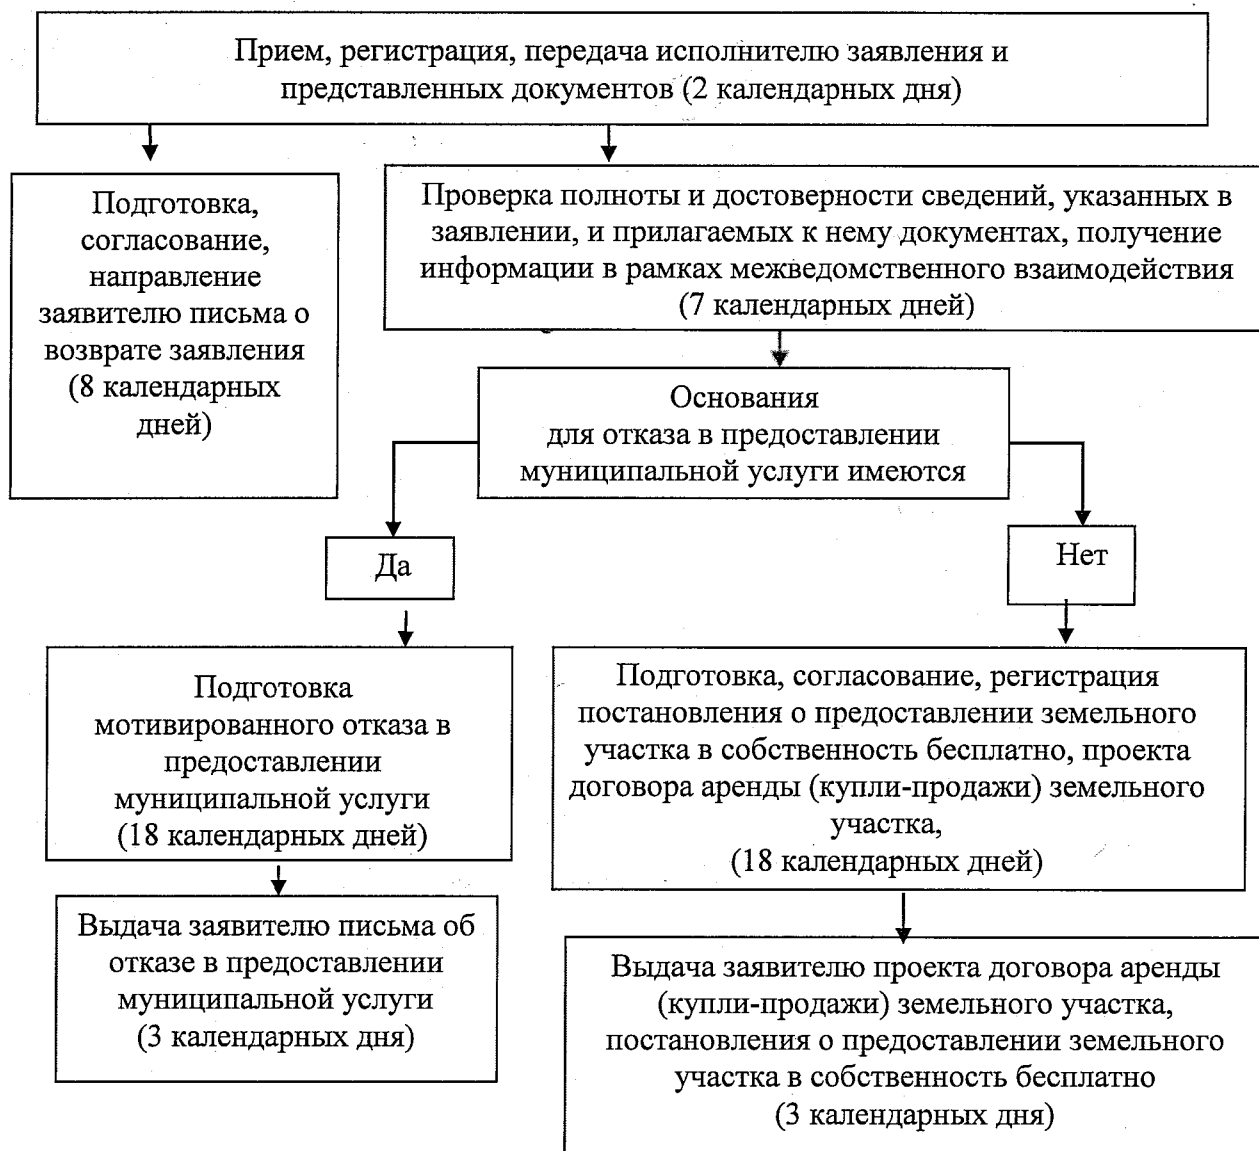 Прием, регистрация, передача исполнителю заявления и
представленных документов (2 календарных дня)
Подготовка,
согласование,
направление
заявителю письма о
возврате заявления
(8 календарных
дней)
Проверка полноты и достоверности сведений, указанных в
заявлении, и прилагаемых к нему документах, получение
информации в рамках межведомственного взаимодействия
(7 календарных дней)
Основания
для отказа в предоставлении
муниципальной услуги имеются
Да
Нет
Подготовка
мотивированного отказа в
предоставлении
муниципальной услуги
(18 календарных дней)
Подготовка, согласование, регистрация
постановления о предоставлении земельного
участка в собственность бесплатно, проекта
договора аренды (купли-продажи) земельного
участка,
(18 календарных дней)
Выдача заявителю письма об
отказе в предоставлении
муниципальной услуги
(3 календарных дня)
Выдача заявителю проекта договора аренды
(купли-продажи) земельного участка,
постановления о предоставлении земельного
участка в собственность бесплатно
(3 календарных дня)